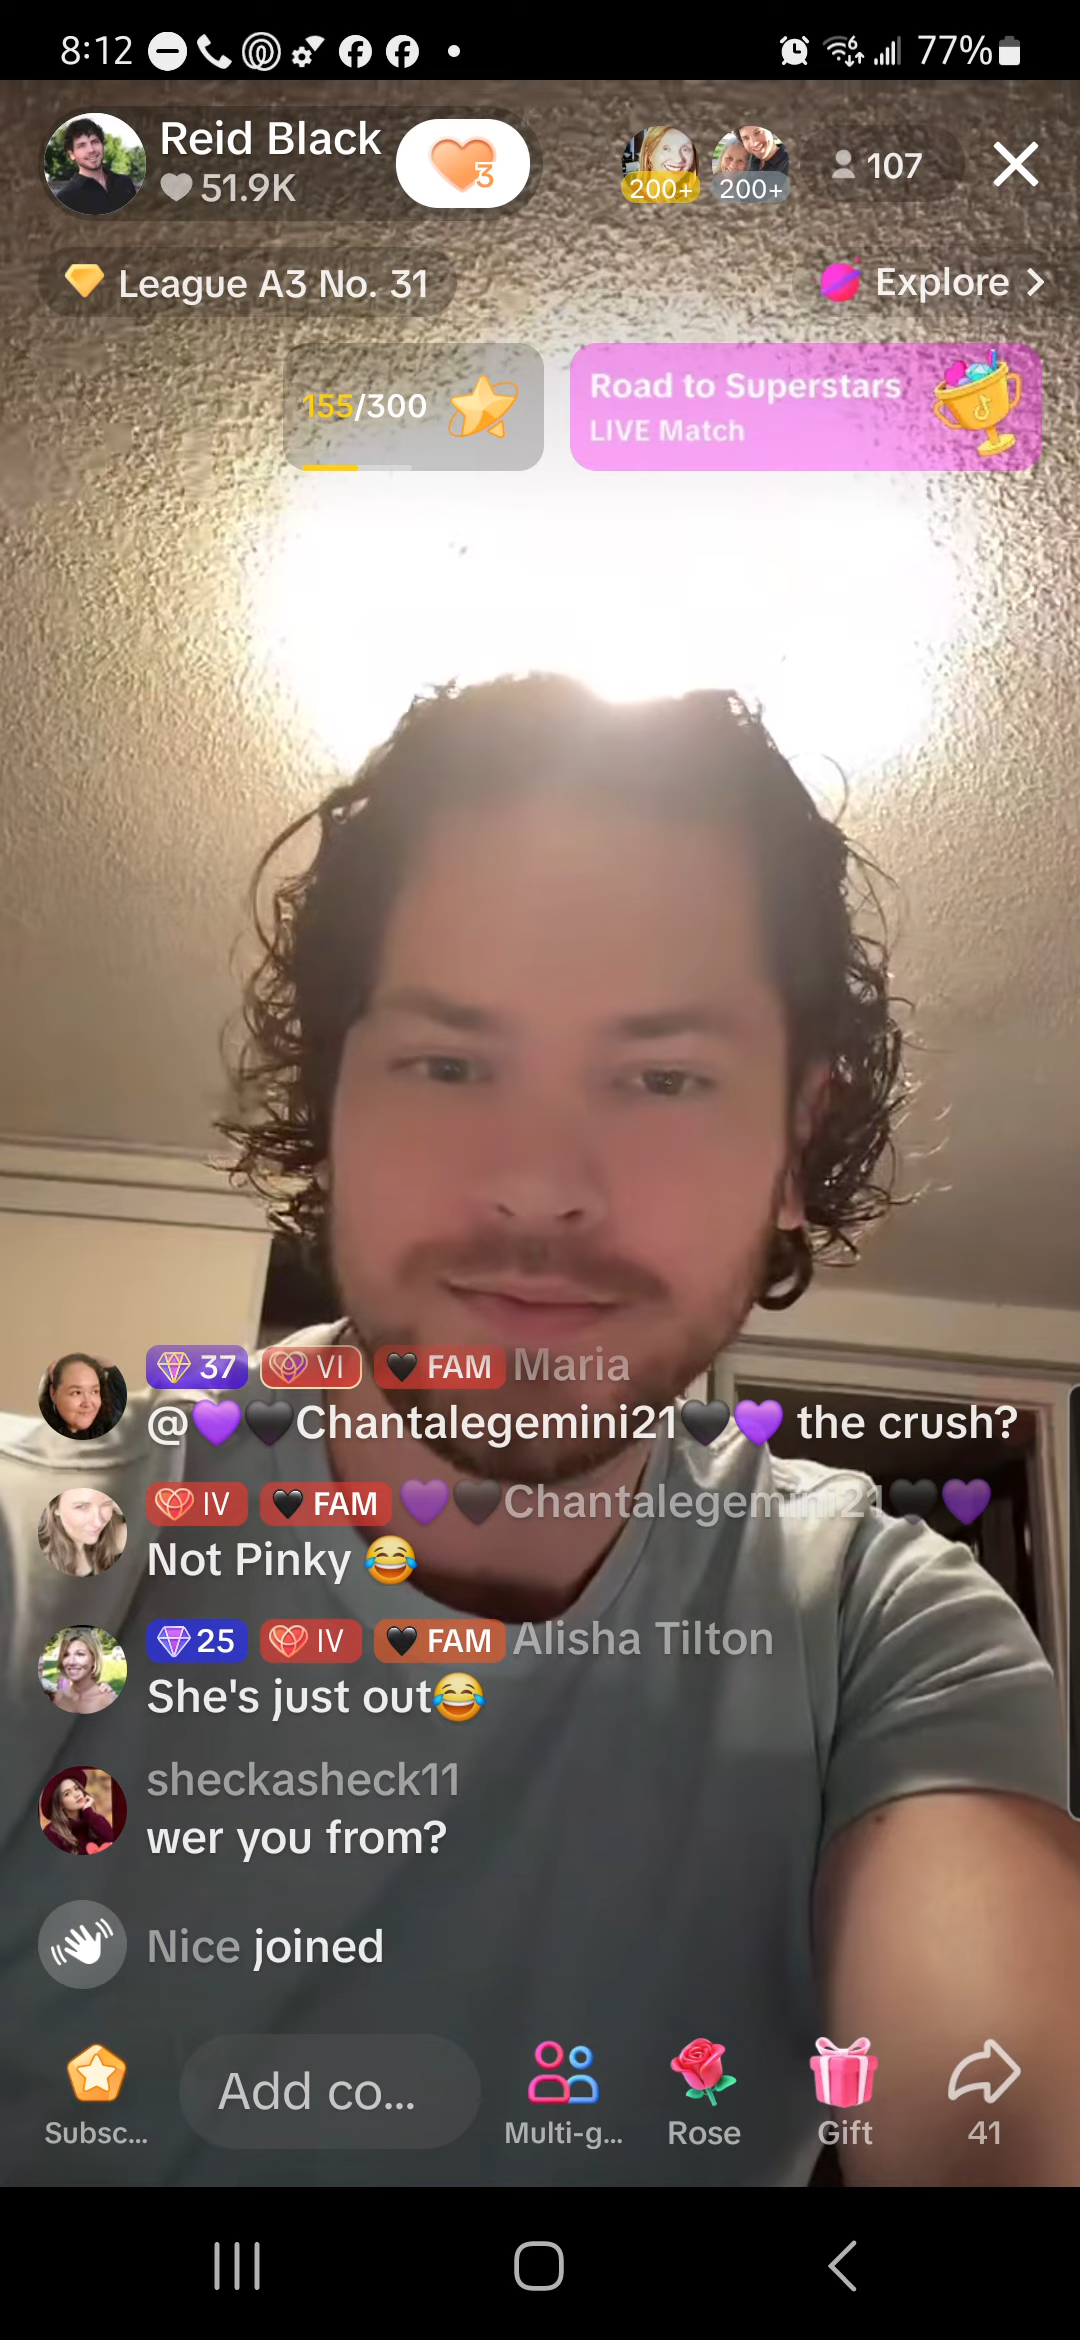 8:12
77%
Reid Black
51.9K
3
200+
200+
107
League A3 No. 31
Explore >
155/300
Road to Superstars
LIVE Match
37 VI 🖤 FAM Maria
@💜🖤Chantalegemini21🖤💜 the crush?
IV 🖤 FAM 💜🖤Chantalegemini21🖤💜
Not Pinky 😂
25 IV 🖤 FAM Alisha Tilton
She's just out😂
sheckasheck11
wer you from?
Nice joined
Subsc...
Add co...
Multi-g...
Rose
Gift
41